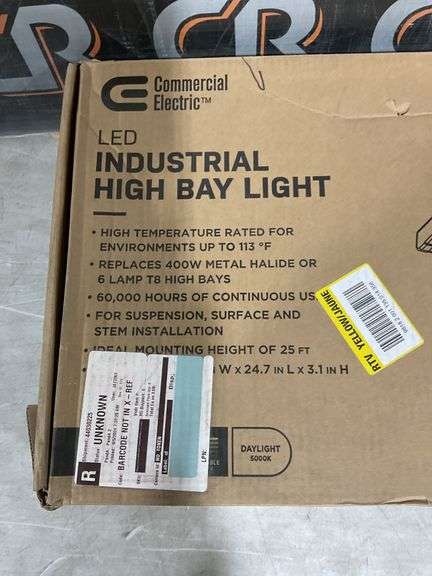 CR
CR
Commercial
Electric™
LED
INDUSTRIAL
HIGH BAY LIGHT
• HIGH TEMPERATURE RATED FOR
ENVIRONMENTS UP TO 113 °F
• REPLACES 400W METAL HALIDE OR
6 LAMP T8 HIGH BAYS
• 60,000 HOURS OF CONTINUOUS US
• FOR SUSPENSION, SURFACE AND
STEM INSTALLATION
IDEAL MOUNTING HEIGHT OF 25 FT
W X 24.7 IN L X 3.1 IN H
RTV YELLOW/JAUNE
R
UNKNOWN
BARCODE NOT IN X-REF
Disp:
LPN:
DAYLIGHT
5000K